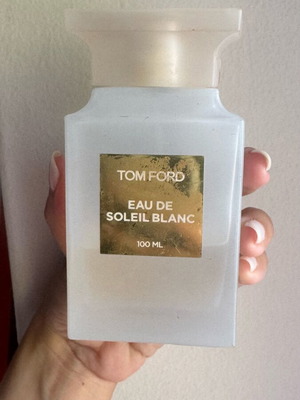 TOM FORD
EAU DE
SOLEIL BLANC
100 ML